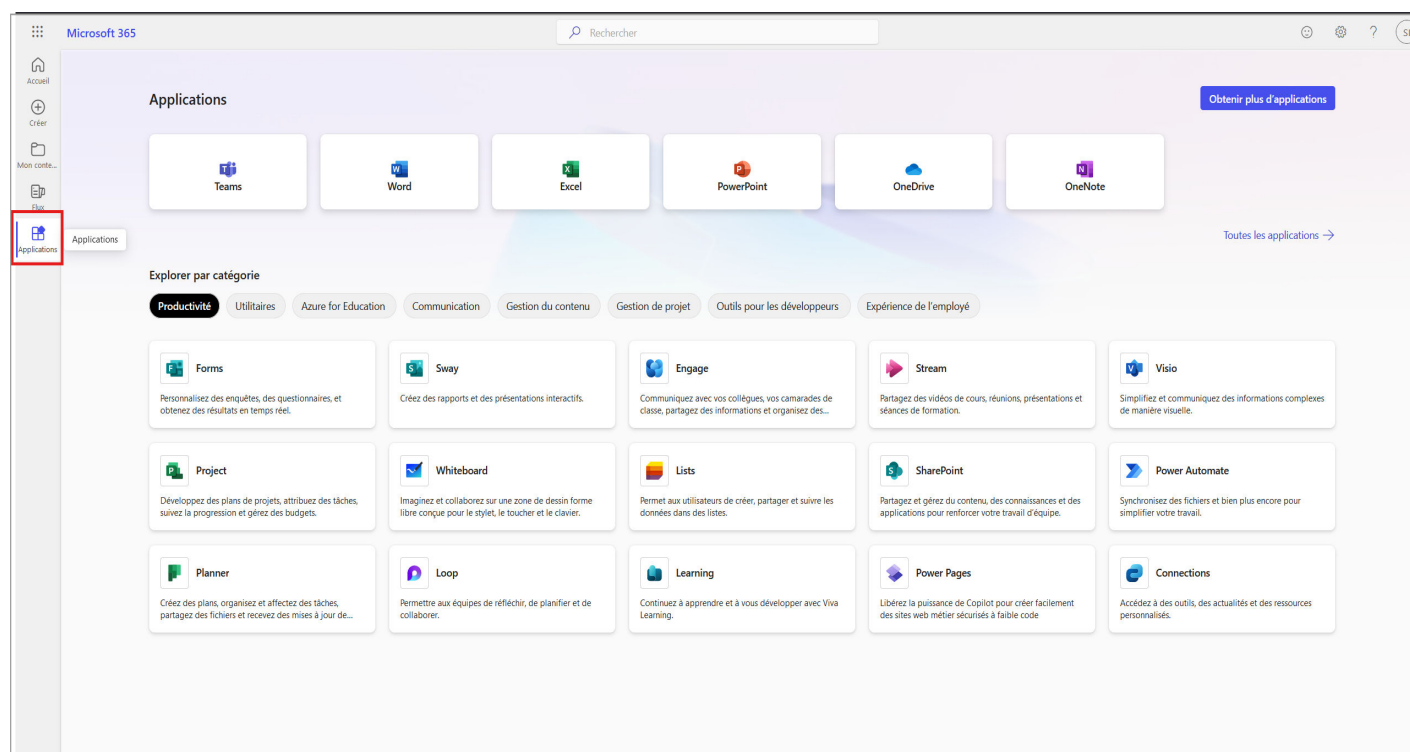 Microsoft 365
Rechercher
Accueil
Créer
Mon conte...
Flux
Applications
Applications
Applications
Obtenir plus d'applications
Teams
Word
Excel
PowerPoint
OneDrive
OneNote
Toutes les applications →
Explorer par catégorie
Productivité
Utilitaires
Azure for Education
Communication
Gestion du contenu
Gestion de projet
Outils pour les développeurs
Expérience de l'employé
Forms
Personnalisez des enquêtes, des questionnaires, et
obtenez des résultats en temps réel.
Sway
Créez des rapports et des présentations interactifs.
Engage
Communiquez avec vos collègues, vos camarades de
classe, partagez des informations et organisez des...
Stream
Partagez des vidéos de cours, réunions, présentations et
séances de formation.
Visio
Simplifiez et communiquez des informations complexes
de manière visuelle.
Project
Développez des plans de projets, attribuez des tâches,
suivez la progression et gérez des budgets.
Whiteboard
Imaginez et collaborez sur une zone de dessin forme
libre conçue pour le stylet, le toucher et le clavier.
Lists
Permet aux utilisateurs de créer, partager et suivre les
données dans des listes.
SharePoint
Partagez et gérez du contenu, des connaissances et des
applications pour renforcer votre travail d'équipe.
Power Automate
Synchronisez des fichiers et bien plus encore pour
simplifier votre travail.
Planner
Créez des plans, organisez et affectez des tâches,
partagez des fichiers et recevez des mises à jour de...
Loop
Permettre aux équipes de réfléchir, de planifier et de
collaborer.
Learning
Continuez à apprendre et à vous développer avec Viva
Learning.
Power Pages
Libérez la puissance de Copilot pour créer facilement
des sites web métier sécurisés à faible code
Connections
Accédez à des outils, des actualités et des ressources
personnalisés.